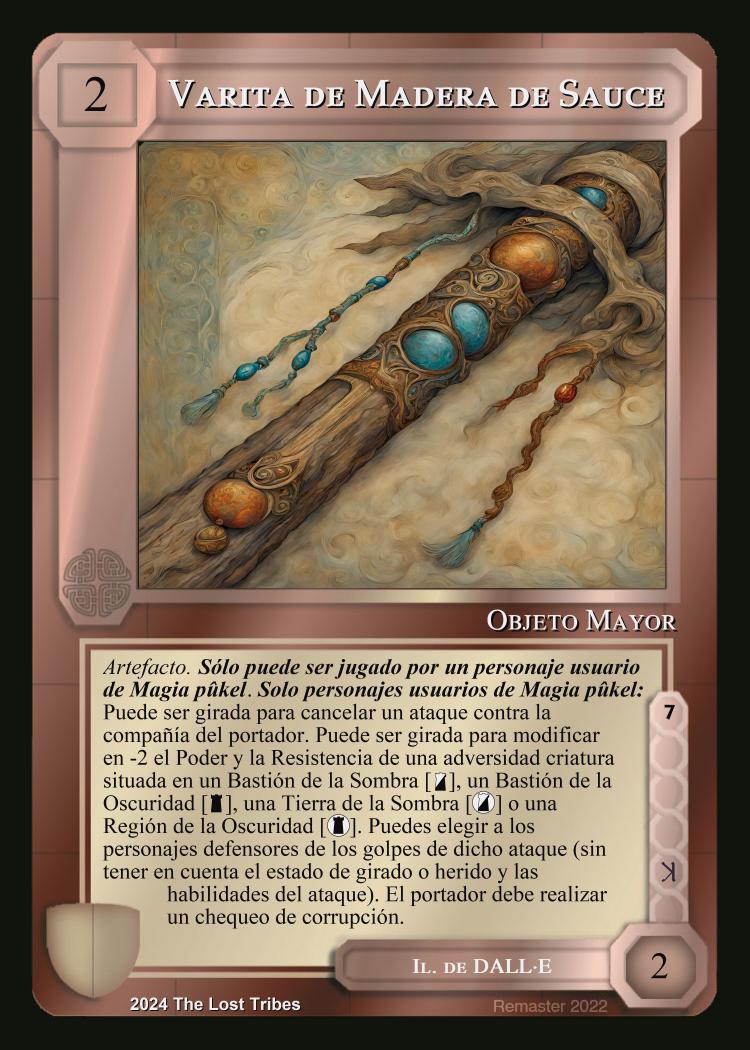 2
Varita de Madera de Sauce
Objeto Mayor
Artefacto. Sólo puede ser jugado por un personaje usuario
de Magia pûkel. Solo personajes usuarios de Magia pûkel:
Puede ser girada para cancelar un ataque contra la
compañía del portador. Puede ser girada para modificar
en -2 el Poder y la Resistencia de una adversidad criatura
situada en un Bastión de la Sombra [], un Bastión de la
Oscuridad [], una Tierra de la Sombra [] o una
Región de la Oscuridad []. Puedes elegir a los
personajes defensores de los golpes de dicho ataque (sin
tener en cuenta el estado de girado o herido y las
habilidades del ataque). El portador debe realizar
un chequeo de corrupción.
7
Il. de DALL·E
2
2024 The Lost Tribes
Remaster 2022